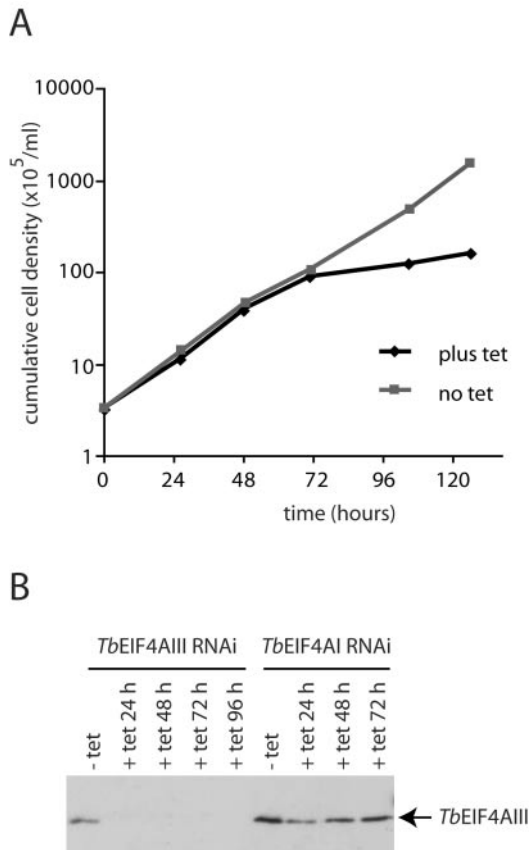 A
10000
1000
100
10
1
0 24 48 72 96 120
cumulative cell density (x10⁵/ml)
time (hours)
plus tet
no tet
B
TbEIF4AIII RNAi TbEIF4AI RNAi
- tet
+ tet 24 h
+ tet 48 h
+ tet 72 h
+ tet 96 h
- tet
+ tet 24 h
+ tet 48 h
+ tet 72 h
TbEIF4AIII